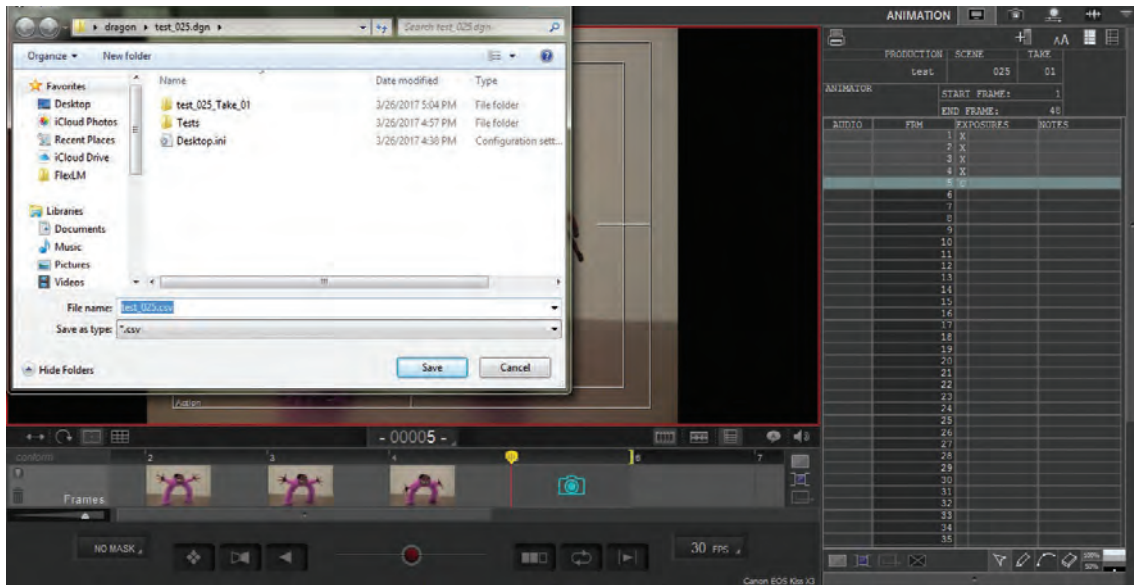 dragon ▸ test_025.dgn ▸
Search test_025.dgn
Organize
New folder
Favorites
Desktop
iCloud Photos
Recent Places
iCloud Drive
FlexLM
Libraries
Documents
Music
Pictures
Videos
Name Date modified Type
test_025_Take_01 3/26/2017 5:04 PM File folder
Tests 3/26/2017 4:57 PM File folder
Desktop.ini 3/26/2017 4:38 PM Configuration sett...
File name: test_025.csv
Save as type: *.csv
Hide Folders
Save
Cancel
Action
- 00005 -
conform 2 3 4 6 7
Frames
NO MASK
30 FPS
Canon EOS Kiss X3
ANIMATION
AA
PRODUCTION SCENE TAKE
test 025 01
ANIMATOR
START FRAME: 1
END FRAME: 48
AUDIO FRM EXPOSURES NOTES
1 X
2 X
3 X
4 X
5
6
7
8
9
10
11
12
13
14
15
16
17
18
19
20
21
22
23
24
25
26
27
28
29
30
31
32
33
34
35
100%
50%